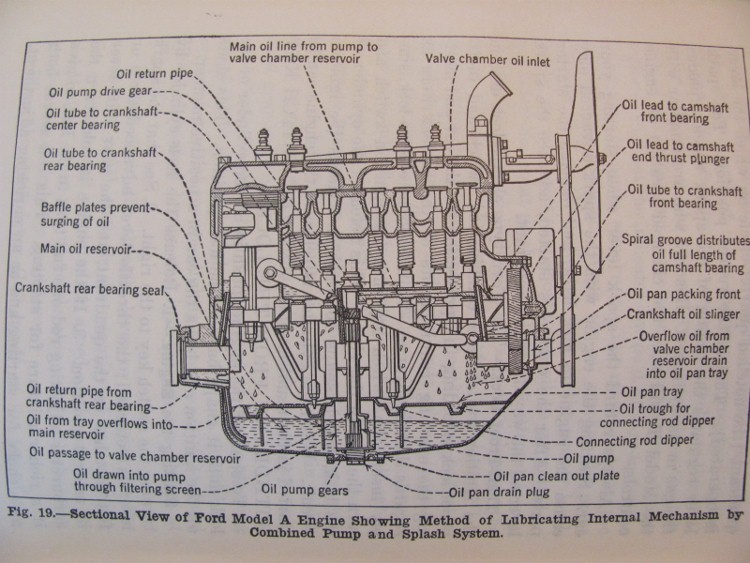 Main oil line from pump to
valve chamber reservoir
Valve chamber oil inlet
Oil return pipe
Oil pump drive gear
Oil tube to crankshaft
center bearing
Oil tube to crankshaft
rear bearing
Baffle plates prevent
surging of oil
Main oil reservoir
Crankshaft rear bearing seal
Oil return pipe from
crankshaft rear bearing
Oil from tray overflows into
main reservoir
Oil passage to valve chamber reservoir
Oil drawn into pump
through filtering screen
Oil pump gears
Oil lead to camshaft
front bearing
Oil lead to camshaft
end thrust plunger
Oil tube to crankshaft
front bearing
Spiral groove distributes
oil full length of
camshaft bearing
Oil pan packing front
Crankshaft oil slinger
Overflow oil from
valve chamber
reservoir drain
into oil pan tray
Oil pan tray
Oil trough for
connecting rod dipper
Connecting rod dipper
Oil pump
Oil pan clean out plate
Oil pan drain plug
Fig. 19.—Sectional View of Ford Model A Engine Showing Method of Lubricating Internal Mechanism by
Combined Pump and Splash System.